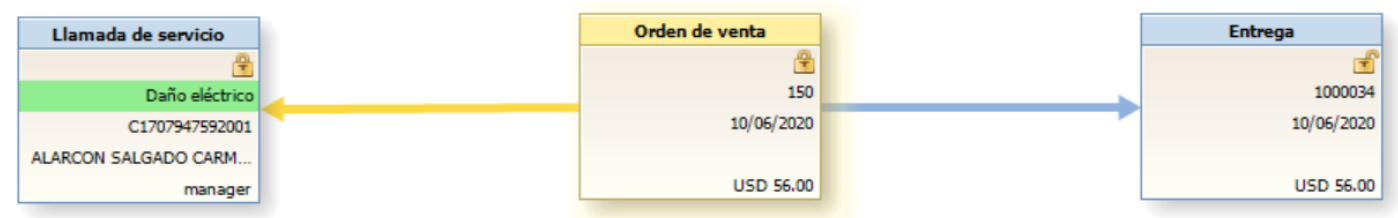 Llamada de servicio
Daño eléctrico
C1707947592001
ALARCON SALGADO CARM...
manager
Orden de venta
150
10/06/2020
USD 56.00
Entrega
1000034
10/06/2020
USD 56.00